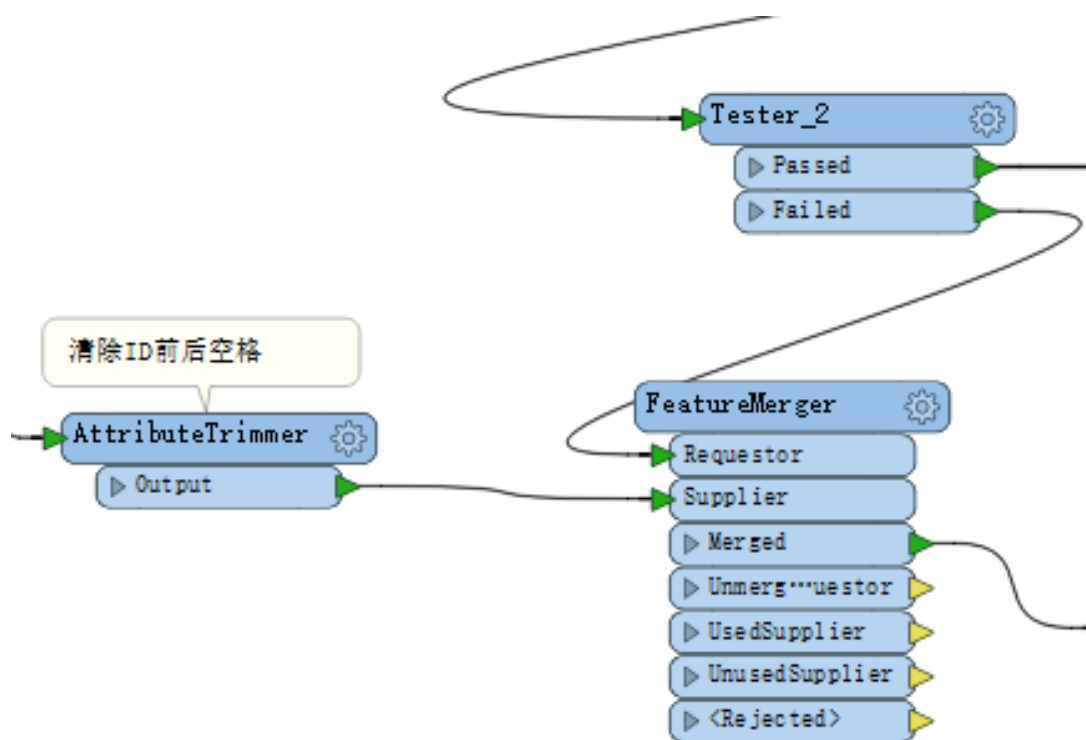 Tester_2
Passed
Failed
清除ID前后空格
AttributeTrimmer
Output
FeatureMerger
Requestor
Supplier
Merged
Unmerg…uestor
UsedSupplier
UnusedSupplier
<Rejected>